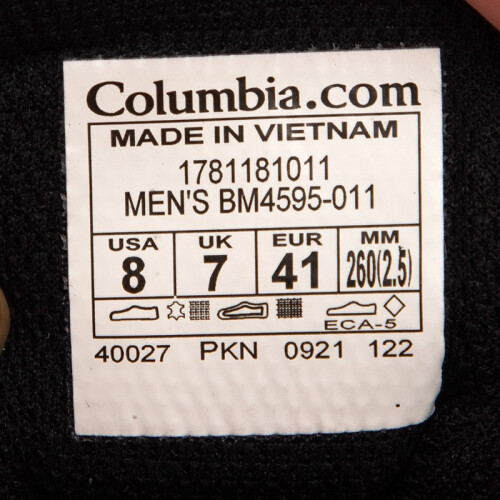 Columbia.com
MADE IN VIETNAM
1781181011
MEN'S BM4595-011
USA UK EUR MM
8 7 41 260(2.5)
ECA-5
40027 PKN 0921 122